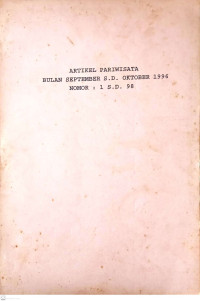 ARTIKEL PARIWISATA
BULAN SEPTEMBER S.D. OKTOBER 1996
NOMOR : 1 S.D. 98